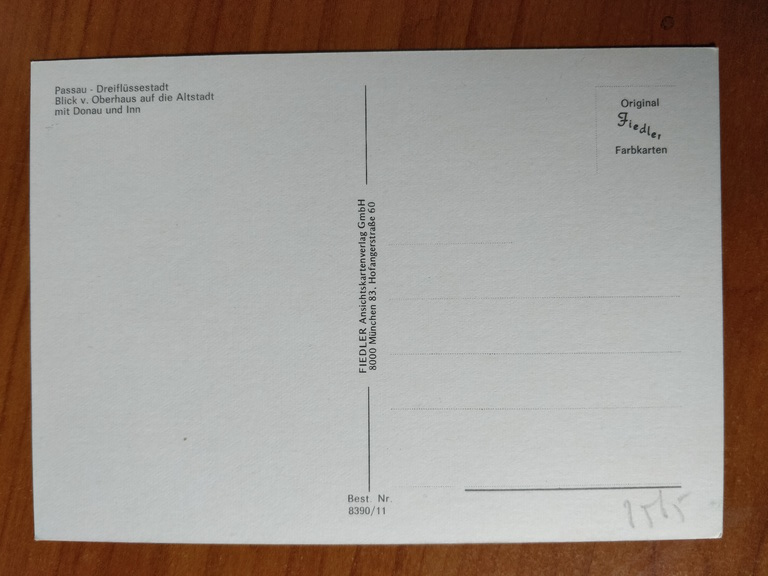 Passau - Dreiflüssestadt
Blick v. Oberhaus auf die Altstadt
mit Donau und Inn
Original
Fiedler
Farbkarten
FIEDLER Ansichtskartenverlag GmbH
8000 München 83. Hofangerstraße 60
Best. Nr.
8390/11